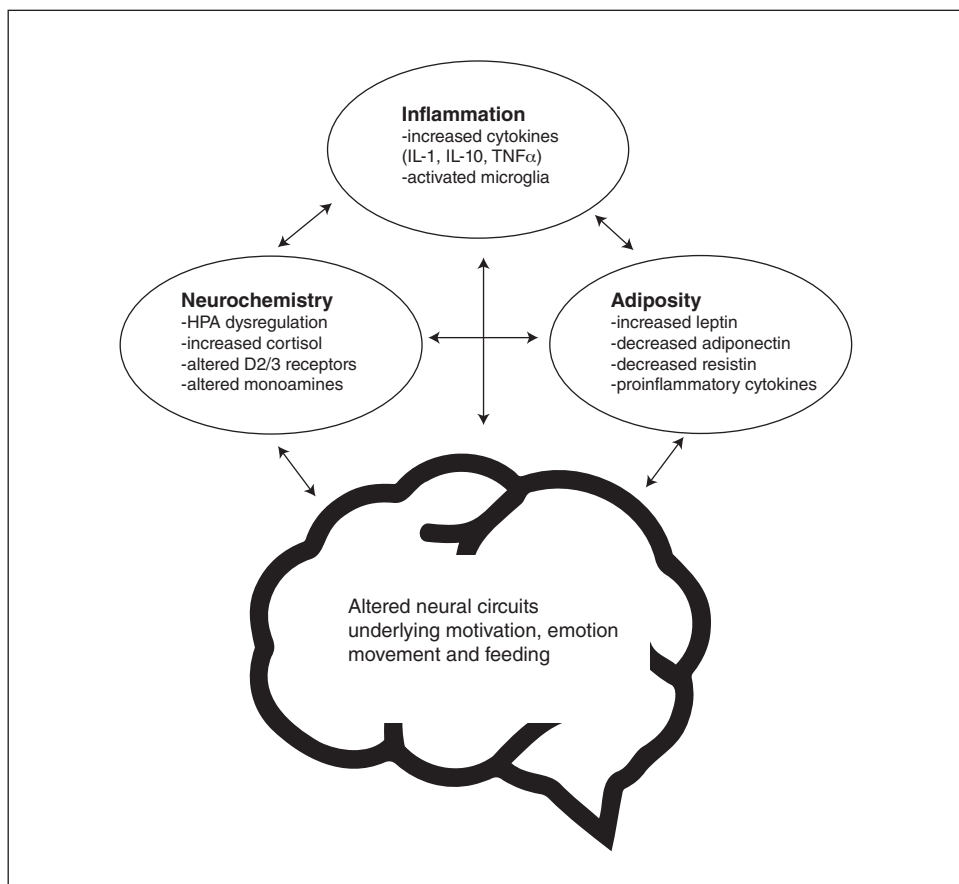 Inflammation
-increased cytokines
(IL-1, IL-10, TNFα)
-activated microglia
Neurochemistry
-HPA dysregulation
-increased cortisol
-altered D2/3 receptors
-altered monoamines
Adiposity
-increased leptin
-decreased adiponectin
-decreased resistin
-proinflammatory cytokines
Altered neural circuits
underlying motivation, emotion
movement and feeding